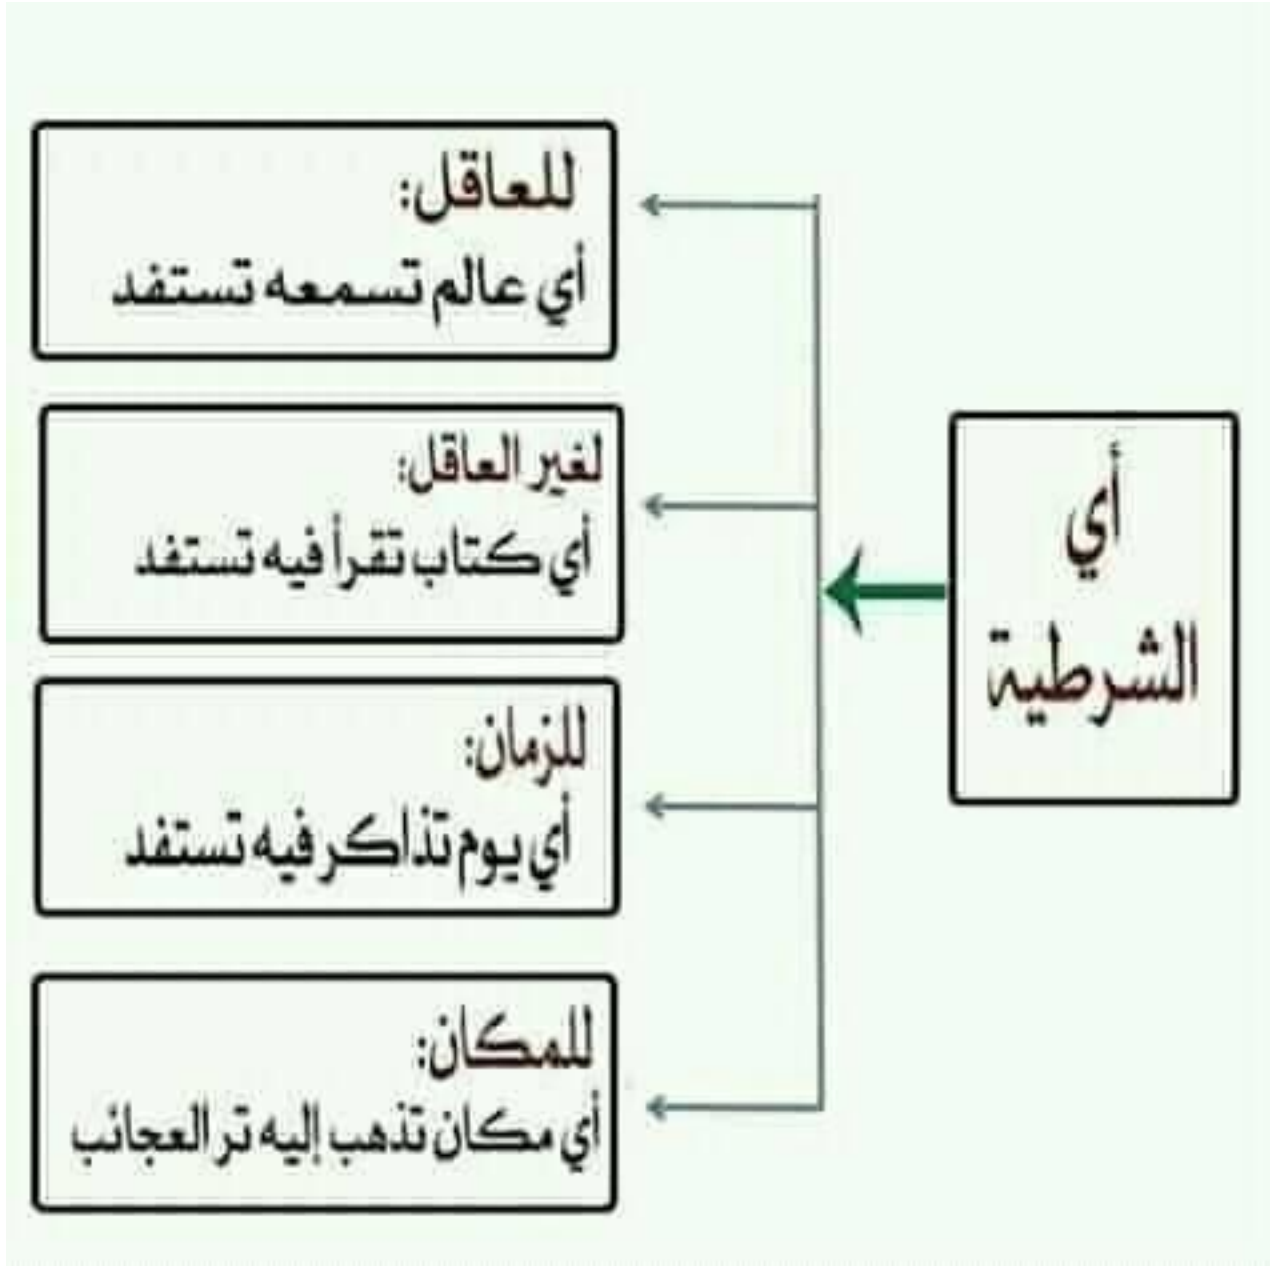 أي
الشرطية
للعاقل:
أي عالم تسمعه تستفد
لغير العاقل:
أي كتاب تقرأ فيه تستفد
للزمان:
أي يوم تذاكر فيه تستفد
للمكان:
أي مكان تذهب إليه تر العجائب